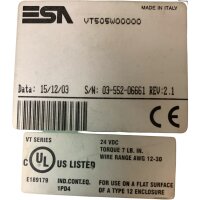 ESA
MADE IN ITALY
VT505W00000
Data: 15/12/03 S/N: 03-552-06661 REV:2.1
VT SERIES
24 VDC
TORQUE 7 LB. IN.
WIRE RANGE AWG 12-30
C UL US LISTED
E189179
IND.CONT.EQ.
1PD4
FOR USE ON A FLAT SURFACE
OF A TYPE 12 ENCLOSURE